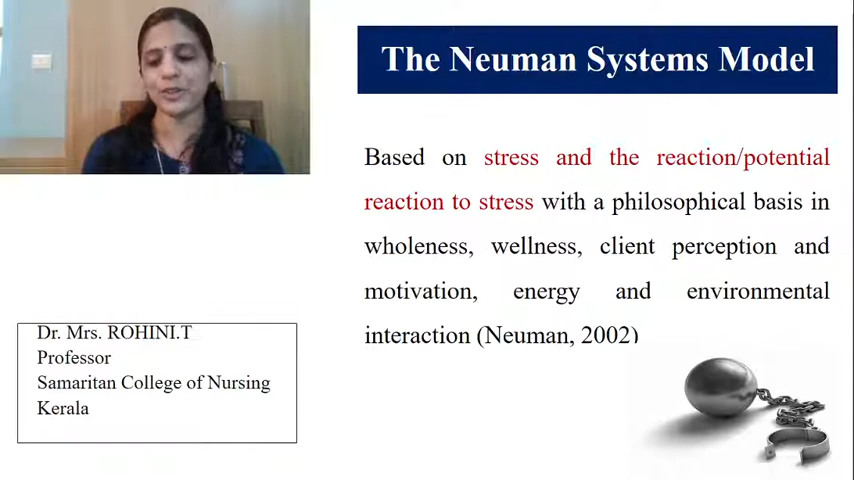 The Neuman Systems Model
Based on stress and the reaction/potential
reaction to stress with a philosophical basis in
wholeness, wellness, client perception and
motivation, energy and environmental
interaction (Neuman, 2002)
Dr. Mrs. ROHINI.T
Professor
Samaritan College of Nursing
Kerala